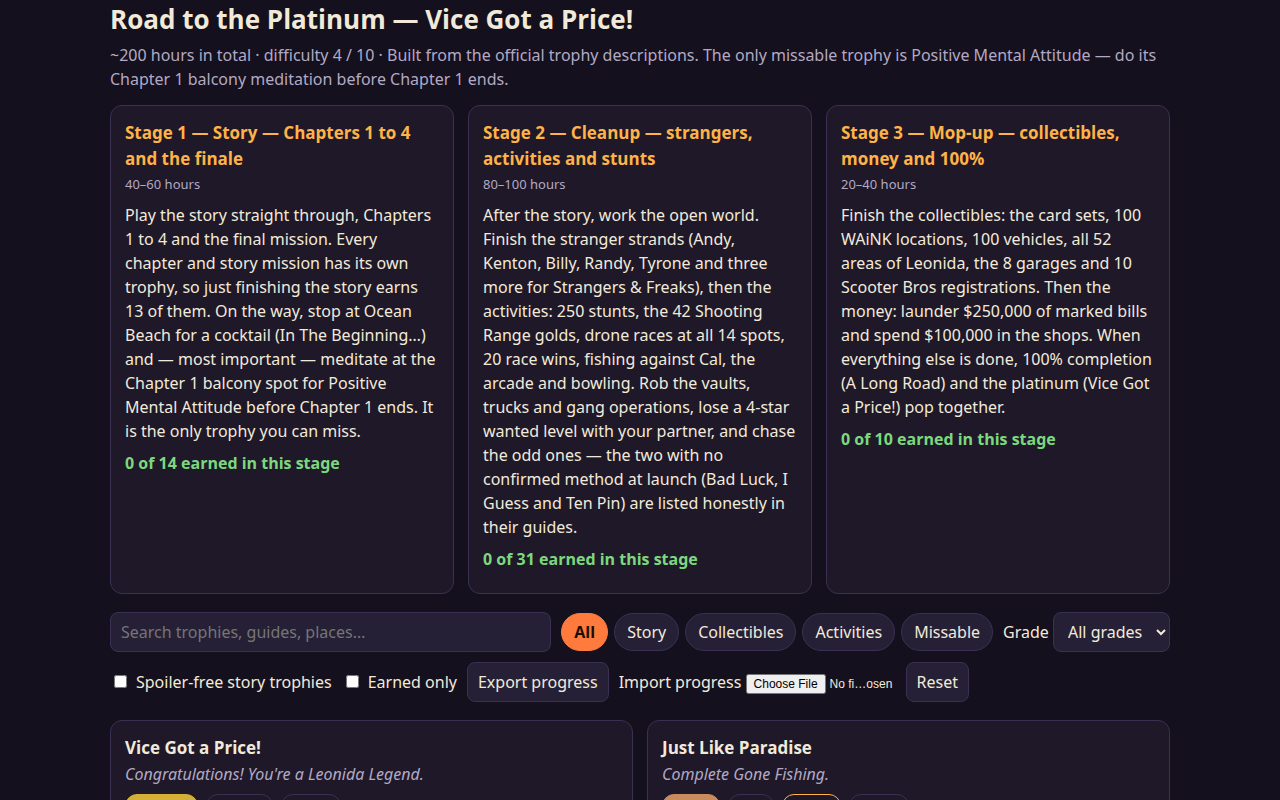 Road to the Platinum — Vice Got a Price!
~200 hours in total · difficulty 4 / 10 · Built from the official trophy descriptions. The only missable trophy is Positive Mental Attitude — do its
Chapter 1 balcony meditation before Chapter 1 ends.
Stage 1 — Story — Chapters 1 to 4
and the finale
40–60 hours
Play the story straight through, Chapters
1 to 4 and the final mission. Every
chapter and story mission has its own
trophy, so just finishing the story earns
13 of them. On the way, stop at Ocean
Beach for a cocktail (In The Beginning...)
and — most important — meditate at the
Chapter 1 balcony spot for Positive
Mental Attitude before Chapter 1 ends. It
is the only trophy you can miss.
0 of 14 earned in this stage
Stage 2 — Cleanup — strangers,
activities and stunts
80–100 hours
After the story, work the open world.
Finish the stranger strands (Andy,
Kenton, Billy, Randy, Tyrone and three
more for Strangers & Freaks), then the
activities: 250 stunts, the 42 Shooting
Range golds, drone races at all 14 spots,
20 race wins, fishing against Cal, the
arcade and bowling. Rob the vaults,
trucks and gang operations, lose a 4-star
wanted level with your partner, and chase
the odd ones — the two with no
confirmed method at launch (Bad Luck, I
Guess and Ten Pin) are listed honestly in
their guides.
0 of 31 earned in this stage
Stage 3 — Mop-up — collectibles,
money and 100%
20–40 hours
Finish the collectibles: the card sets, 100
WAiNK locations, 100 vehicles, all 52
areas of Leonida, the 8 garages and 10
Scooter Bros registrations. Then the
money: launder $250,000 of marked bills
and spend $100,000 in the shops. When
everything else is done, 100% completion
(A Long Road) and the platinum (Vice Got
a Price!) pop together.
0 of 10 earned in this stage
Search trophies, guides, places...
All
Story
Collectibles
Activities
Missable
Grade
All grades
Spoiler-free story trophies
Earned only
Export progress
Import progress
Choose File
No fi...osen
Reset
Vice Got a Price!
Congratulations! You're a Leonida Legend.
Just Like Paradise
Complete Gone Fishing.